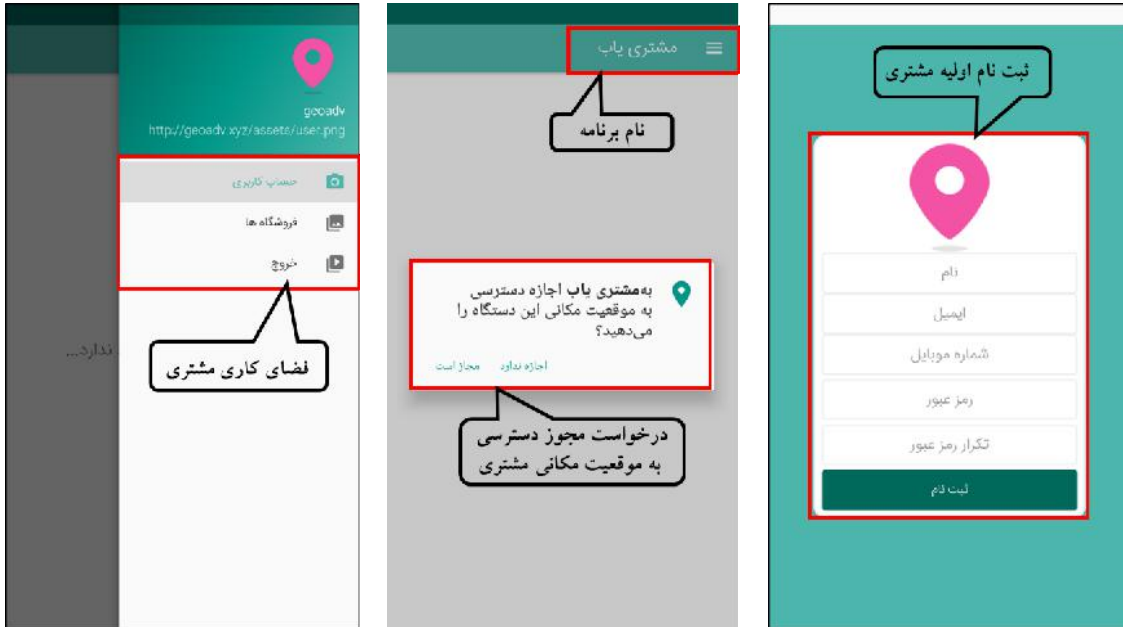 ثبت نام اولیه مشتری
نام
ایمیل
شماره موبایل
رمز عبور
تکرار رمز عبور
ثبت نام
مشتری یاب
نام برنامه
به‌مشتری یاب اجازه دسترسی
به موقعیت مکانی این دستگاه را
می‌دهید؟
اجازه ندارد مجاز است
درخواست مجوز دسترسی
به موقعیت مکانی مشتری
geoadv
http://geoadv.xyz/assets/user.png
حساب کاربری
فروشگاه ها
خروج
ندارد...
فضای کاری مشتری